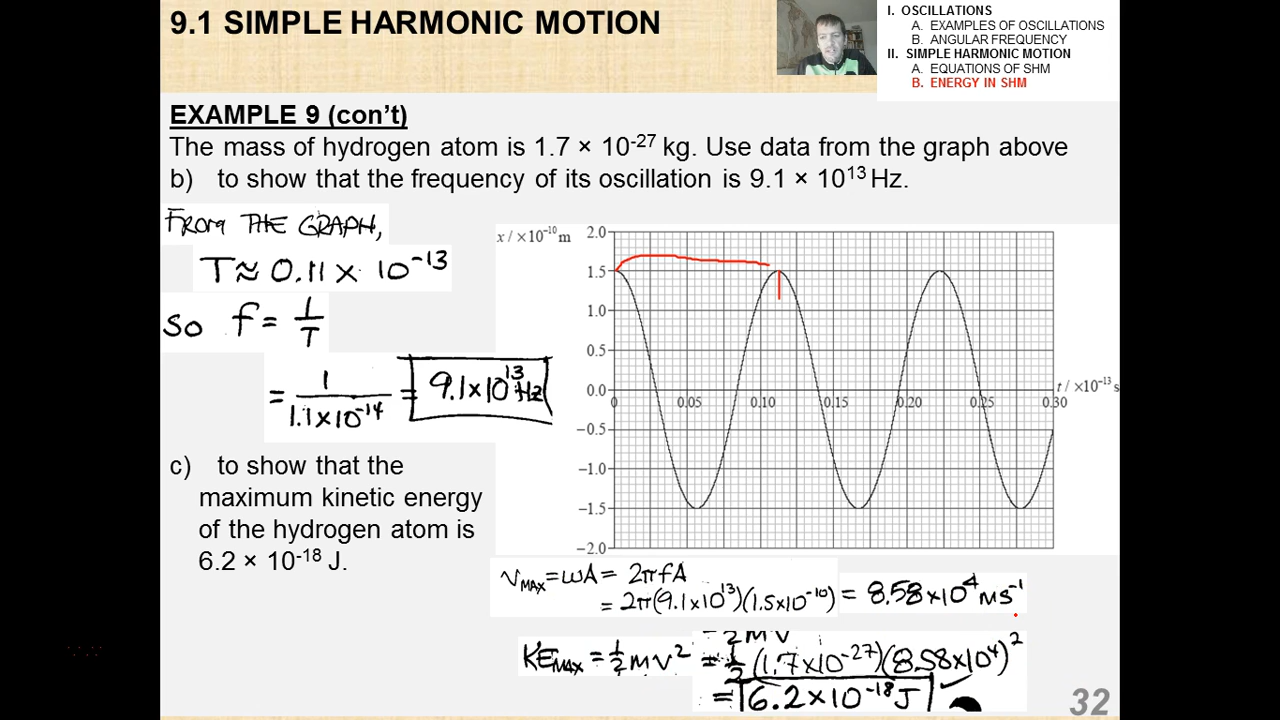 9.1 SIMPLE HARMONIC MOTION
I. OSCILLATIONS
A. EXAMPLES OF OSCILLATIONS
B. ANGULAR FREQUENCY
II. SIMPLE HARMONIC MOTION
A. EQUATIONS OF SHM
B. ENERGY IN SHM
EXAMPLE 9 (con't)
The mass of hydrogen atom is 1.7 × 10⁻²⁷ kg. Use data from the graph above
b) to show that the frequency of its oscillation is 9.1 × 10¹³ Hz.
FROM THE GRAPH,
T ≈ 0.11 × 10⁻¹³
SO f = 1/T
= 1/1.1×10⁻¹⁴ = 9.1×10¹³ Hz
x / ×10⁻¹⁰ m
2.0
1.5
1.0
0.5
0.0
−0.5
−1.0
−1.5
−2.0
0 0.05 0.10 0.15 0.20 0.25 0.30
t / ×10⁻¹³ s
c) to show that the
maximum kinetic energy
of the hydrogen atom is
6.2 × 10⁻¹⁸ J.
VMAX = ωA = 2πfA
= 2π(9.1×10¹³)(1.5×10⁻¹⁰) = 8.58×10⁴ ms⁻¹
KEMAX = ½mv² = ½(1.7×10⁻²⁷)(8.58×10⁴)²
= 6.2×10⁻¹⁸ J
32